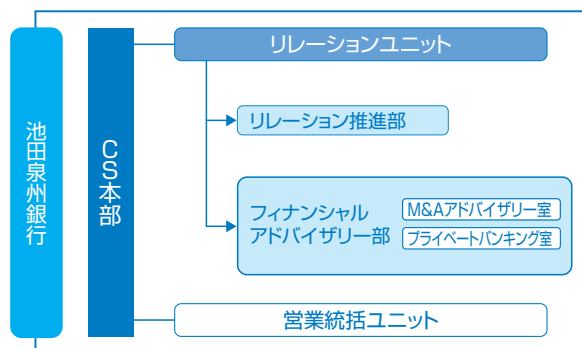 池田泉州銀行
CS本部
リレーションユニット
リレーション推進部
フィナンシャル
アドバイザリー部
M&Aアドバイザリー室
プライベートバンキング室
営業統括ユニット